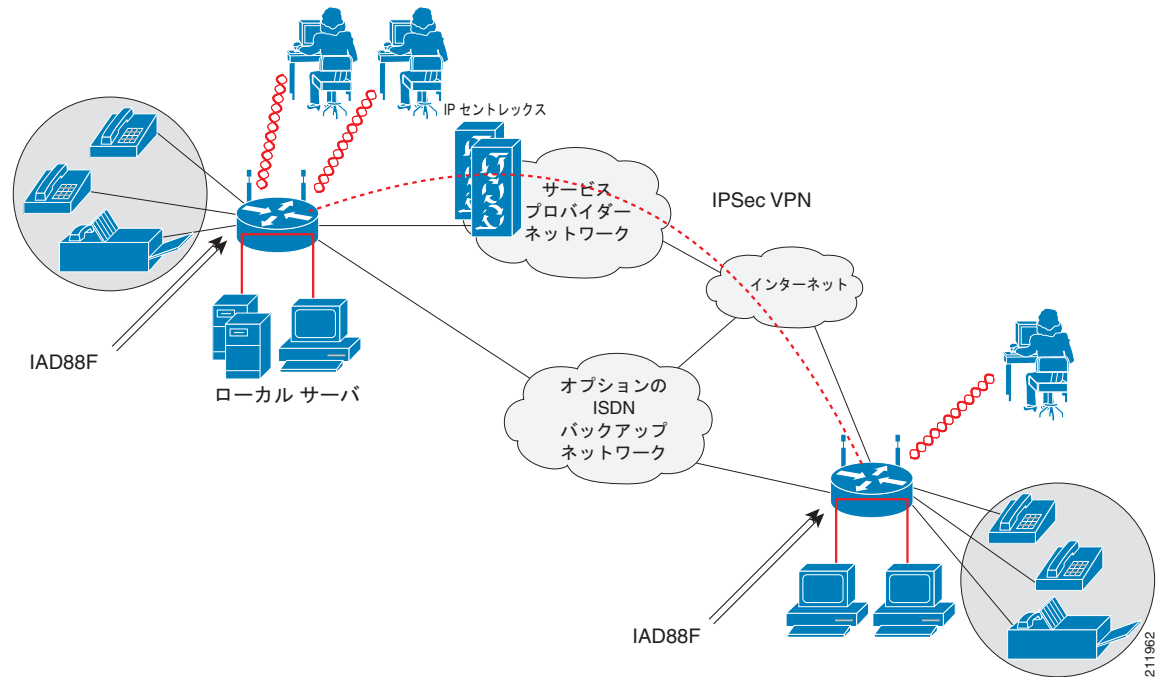 IP セントレックス
サービス
プロバイダー
ネットワーク
IPSec VPN
インターネット
IAD88F
ローカル サーバ
オプションの
ISDN
バックアップ
ネットワーク
IAD88F
211962